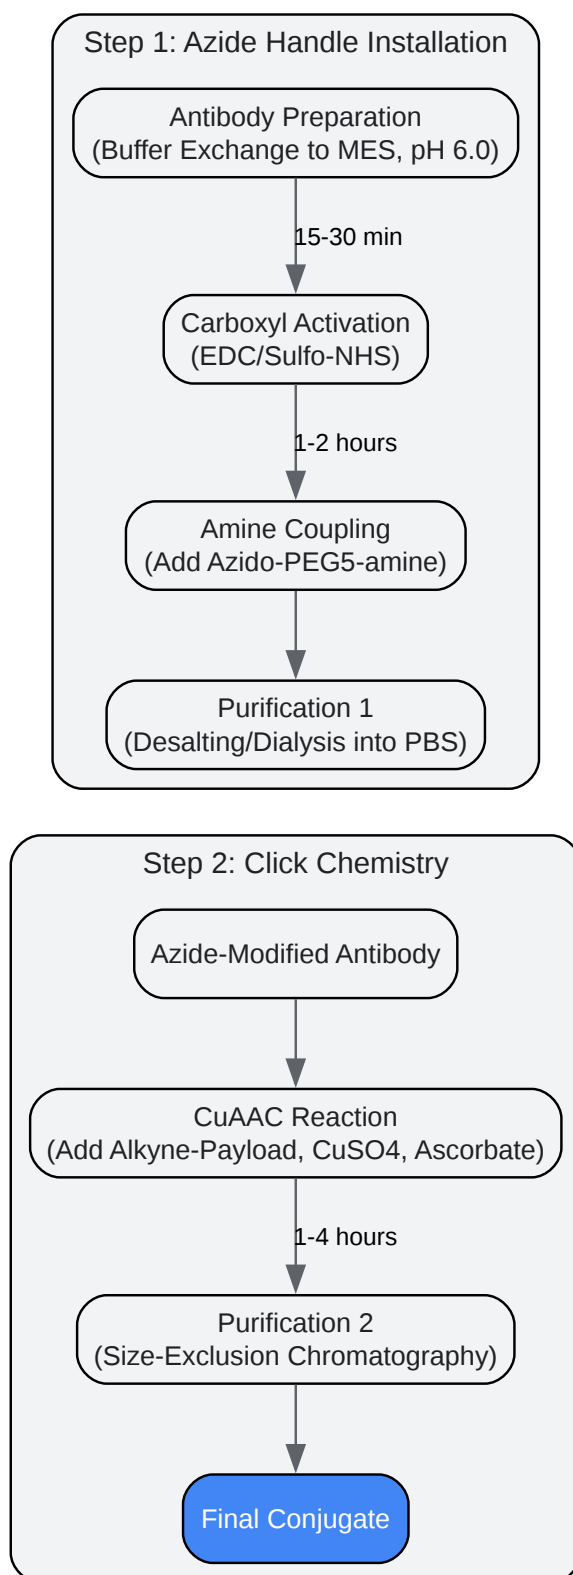 Step 1: Azide Handle Installation
Antibody Preparation
(Buffer Exchange to MES, pH 6.0)
15-30 min
Carboxyl Activation
(EDC/Sulfo-NHS)
1-2 hours
Amine Coupling
(Add Azido-PEG5-amine)
Purification 1
(Desalting/Dialysis into PBS)
Step 2: Click Chemistry
Azide-Modified Antibody
CuAAC Reaction
(Add Alkyne-Payload, CuSO4, Ascorbate)
1-4 hours
Purification 2
(Size-Exclusion Chromatography)
Final Conjugate